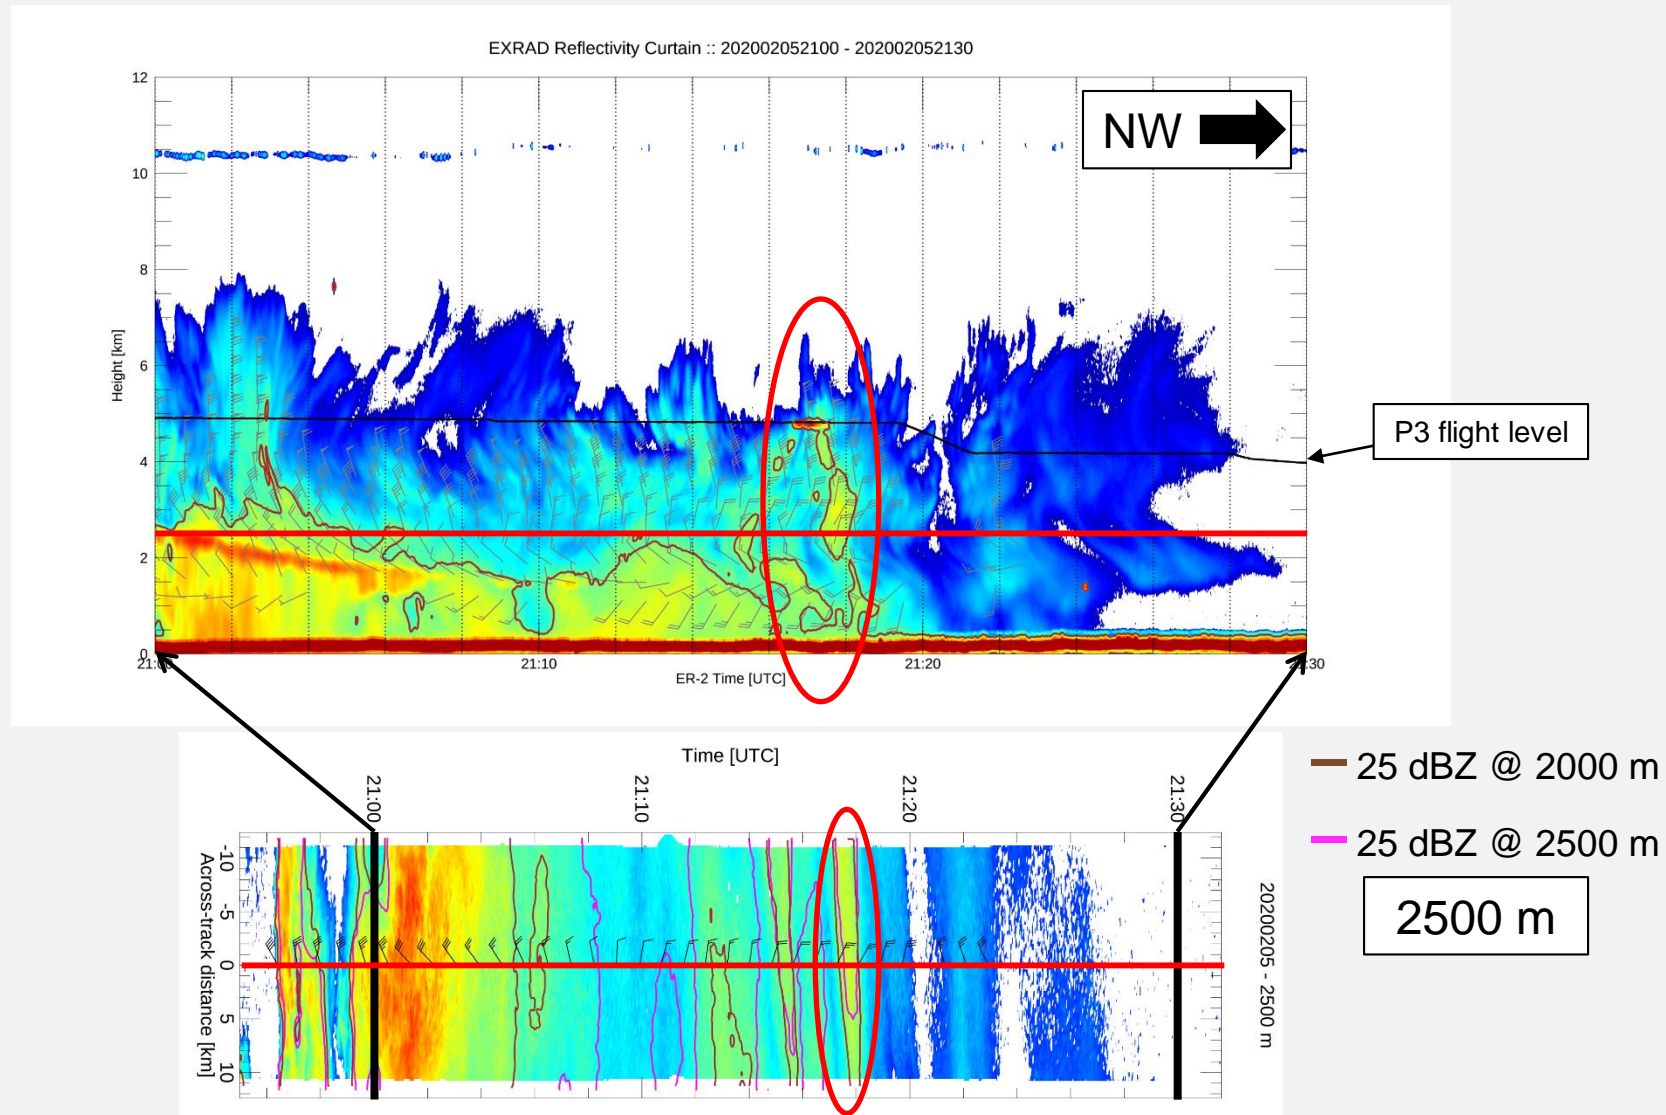 EXRAD Reflectivity Curtain :: 202002052100 - 202002052130
12
10
8
6
4
2
0
Height [km]
NW
P3 flight level
21:10
21:20
ER-2 Time [UTC]
Time [UTC]
21:00
21:10
21:20
21:30
-10
-5
0
5
10
Across-track distance [km]
20200205 - 2500 m
25 dBZ @ 2000 m
25 dBZ @ 2500 m
2500 m